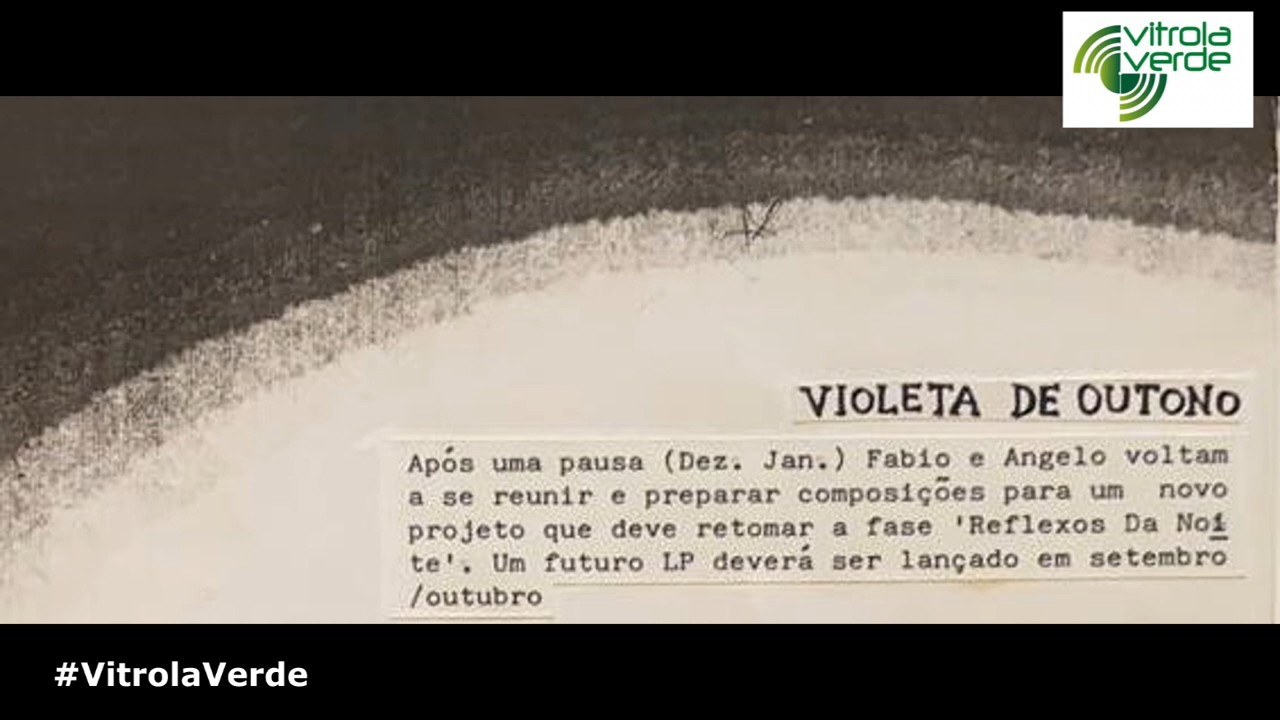 vitrola
verde
VIOLETA DE OUTONO
Após uma pausa (Dez. Jan.) Fabio e Angelo voltam
a se reunir e preparar composições para um novo
projeto que deve retomar a fase 'Reflexos Da Noi
te'. Um futuro LP deverá ser lançado em setembro
/outubro
#VitrolaVerde